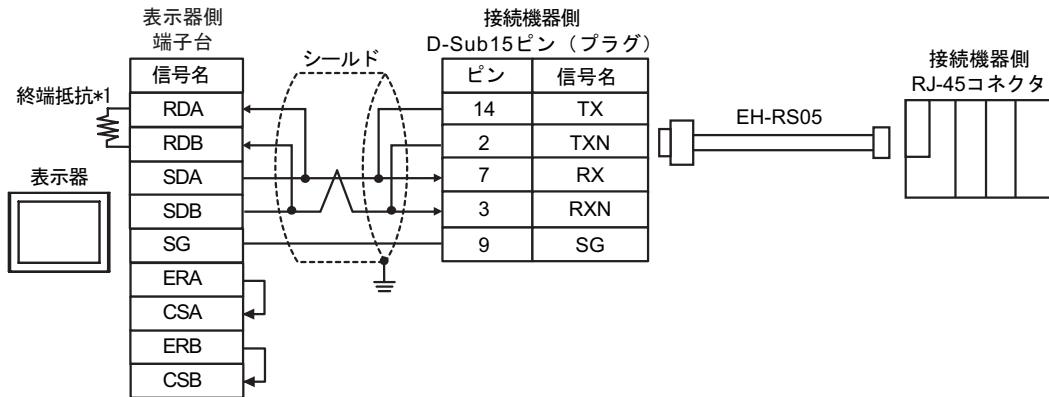 表示器側
端子台
信号名
RDA
RDB
SDA
SDB
SG
ERA
CSA
ERB
CSB
終端抵抗*1
表示器
シールド
接続機器側
D-Sub15ピン（プラグ）
ピン 信号名
14 TX
2 TXN
7 RX
3 RXN
9 SG
EH-RS05
接続機器側
RJ-45コネクタ